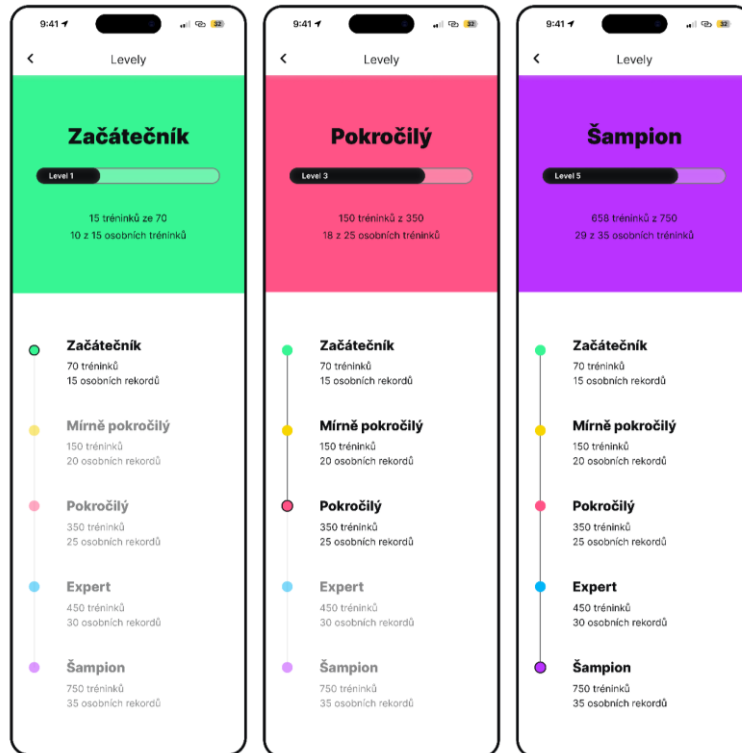 9:41
32
Levely
Začátečník
Level 1
15 tréninků ze 70
10 z 15 osobních tréninků
Začátečník
70 tréninků
15 osobních rekordů
Mírně pokročilý
150 tréninků
20 osobních rekordů
Pokročilý
350 tréninků
25 osobních rekordů
Expert
450 tréninků
30 osobních rekordů
Šampion
750 tréninků
35 osobních rekordů
9:41
32
Levely
Pokročilý
Level 3
150 tréninků z 350
18 z 25 osobních tréninků
Začátečník
70 tréninků
15 osobních rekordů
Mírně pokročilý
150 tréninků
20 osobních rekordů
Pokročilý
350 tréninků
25 osobních rekordů
Expert
450 tréninků
30 osobních rekordů
Šampion
750 tréninků
35 osobních rekordů
9:41
32
Levely
Šampion
Level 5
658 tréninků z 750
29 z 35 osobních tréninků
Začátečník
70 tréninků
15 osobních rekordů
Mírně pokročilý
150 tréninků
20 osobních rekordů
Pokročilý
350 tréninků
25 osobních rekordů
Expert
450 tréninků
30 osobních rekordů
Šampion
750 tréninků
35 osobních rekordů